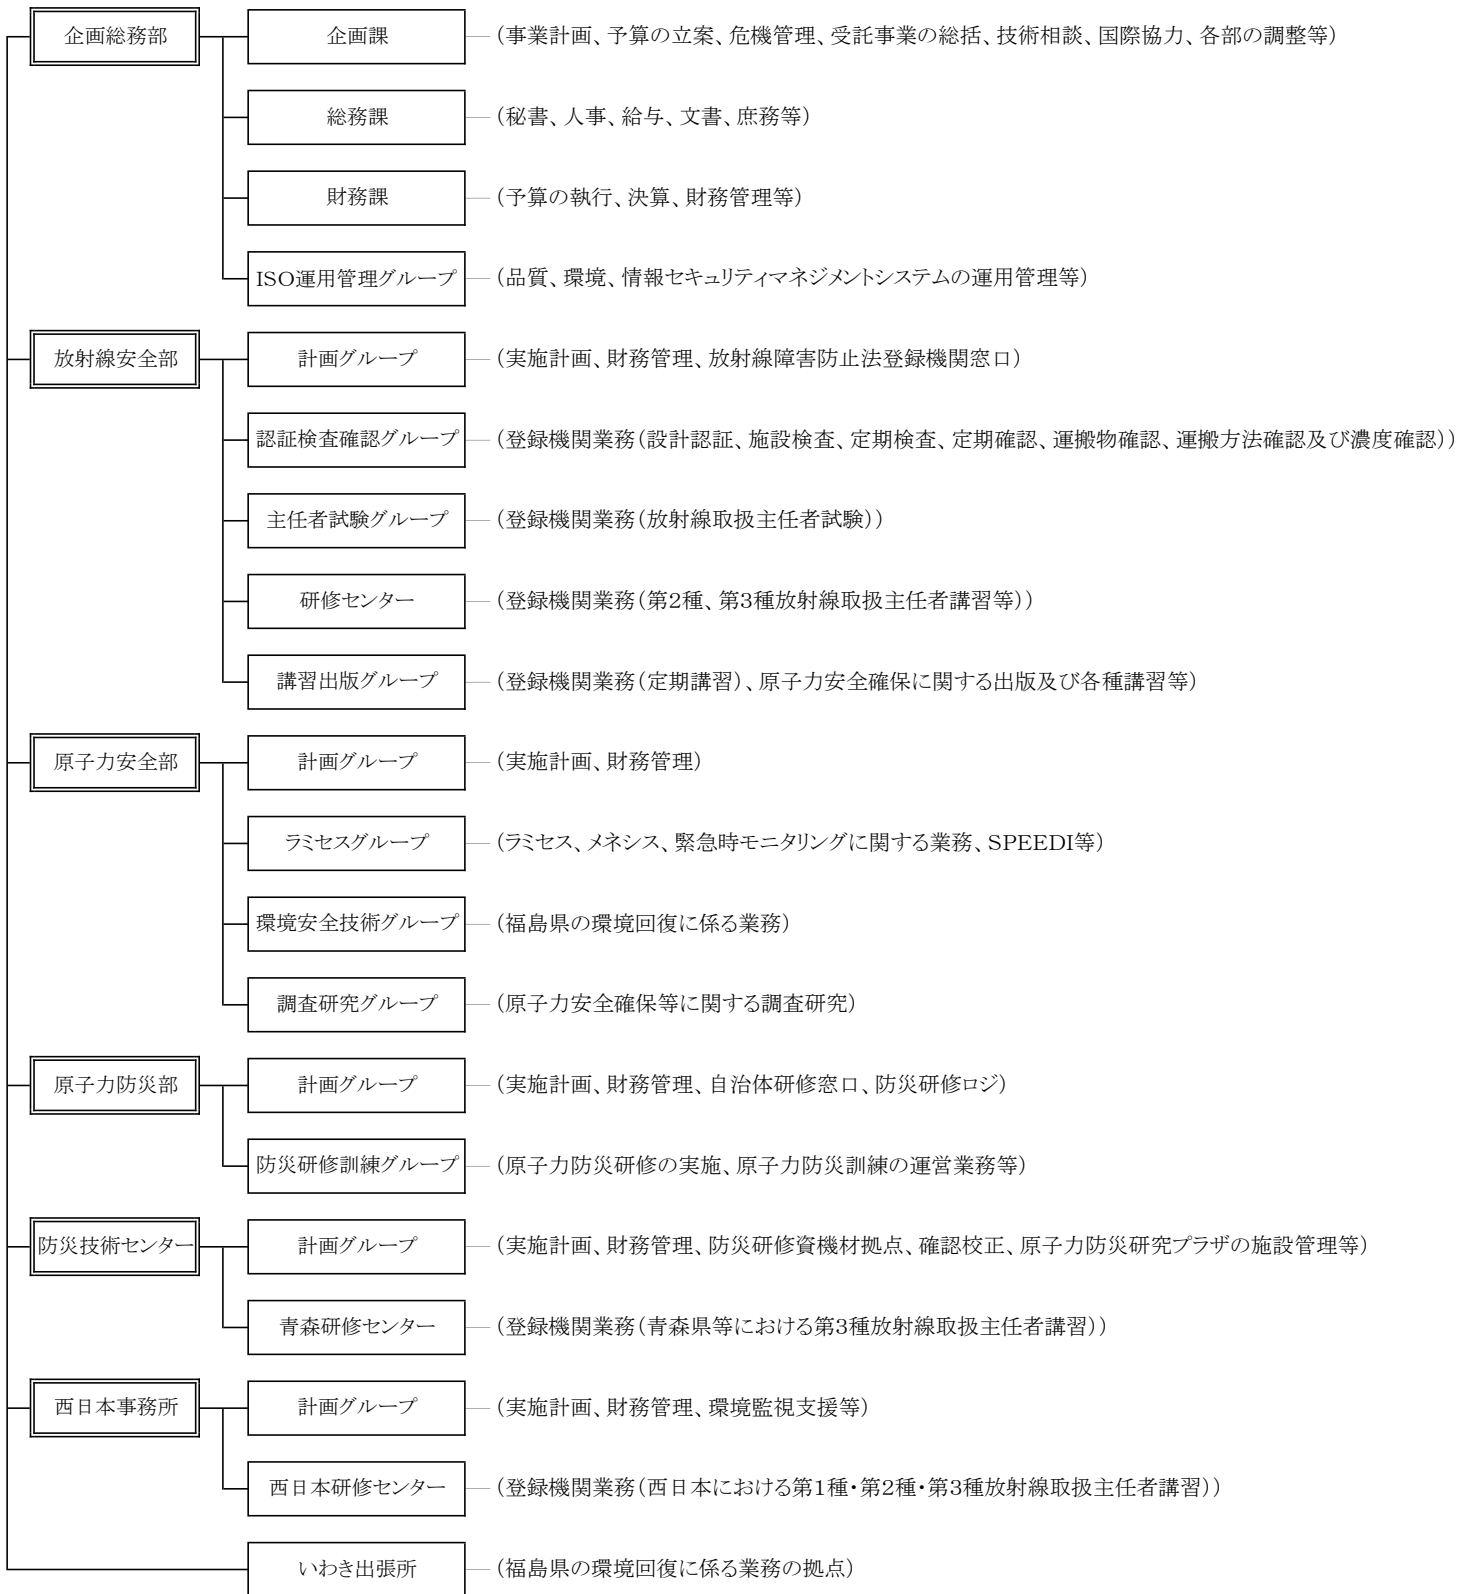 企画総務部 企画課 （事業計画、予算の立案、危機管理、受託事業の総括、技術相談、国際協力、各部の調整等）
総務課 （秘書、人事、給与、文書、庶務等）
財務課 （予算の執行、決算、財務管理等）
ISO運用管理グループ （品質、環境、情報セキュリティマネジメントシステムの運用管理等）
放射線安全部 計画グループ （実施計画、財務管理、放射線障害防止法登録機関窓口）
認証検査確認グループ （登録機関業務（設計認証、施設検査、定期検査、定期確認、運搬物確認、運搬方法確認及び濃度確認））
主任者試験グループ （登録機関業務（放射線取扱主任者試験））
研修センター （登録機関業務（第2種、第3種放射線取扱主任者講習等））
講習出版グループ （登録機関業務（定期講習）、原子力安全確保に関する出版及び各種講習等）
原子力安全部 計画グループ （実施計画、財務管理）
ラミセスグループ （ラミセス、メネシス、緊急時モニタリングに関する業務、SPEEDI等）
環境安全技術グループ （福島県の環境回復に係る業務）
調査研究グループ （原子力安全確保等に関する調査研究）
原子力防災部 計画グループ （実施計画、財務管理、自治体研修窓口、防災研修ロジ）
防災研修訓練グループ （原子力防災研修の実施、原子力防災訓練の運営業務等）
防災技術センター 計画グループ （実施計画、財務管理、防災研修資機材拠点、確認校正、原子力防災研究プラザの施設管理等）
青森研修センター （登録機関業務（青森県等における第3種放射線取扱主任者講習））
西日本事務所 計画グループ （実施計画、財務管理、環境監視支援等）
西日本研修センター （登録機関業務（西日本における第1種・第2種・第3種放射線取扱主任者講習））
いわき出張所 （福島県の環境回復に係る業務の拠点）